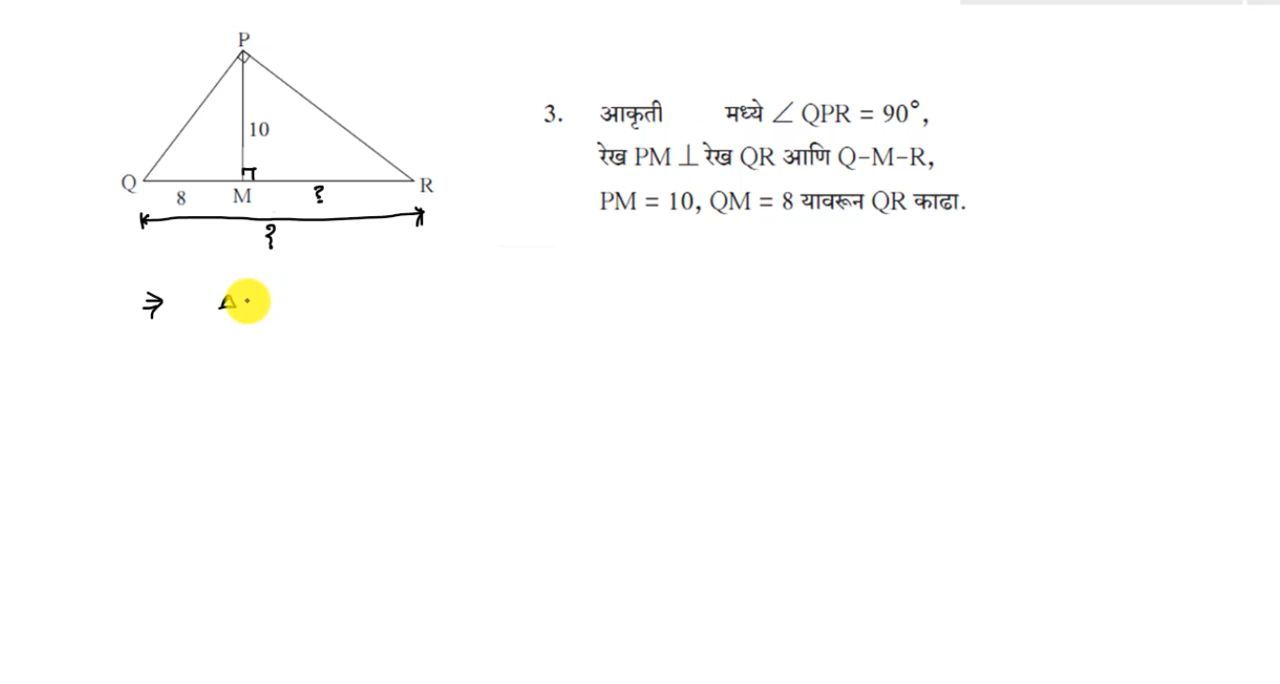 P
10
Q
R
8
M
?
?
⇒ Δ
3. आकृती मध्ये ∠ QPR = 90°,
रेख PM ⊥ रेख QR आणि Q-M-R,
PM = 10, QM = 8 यावरून QR काढा.